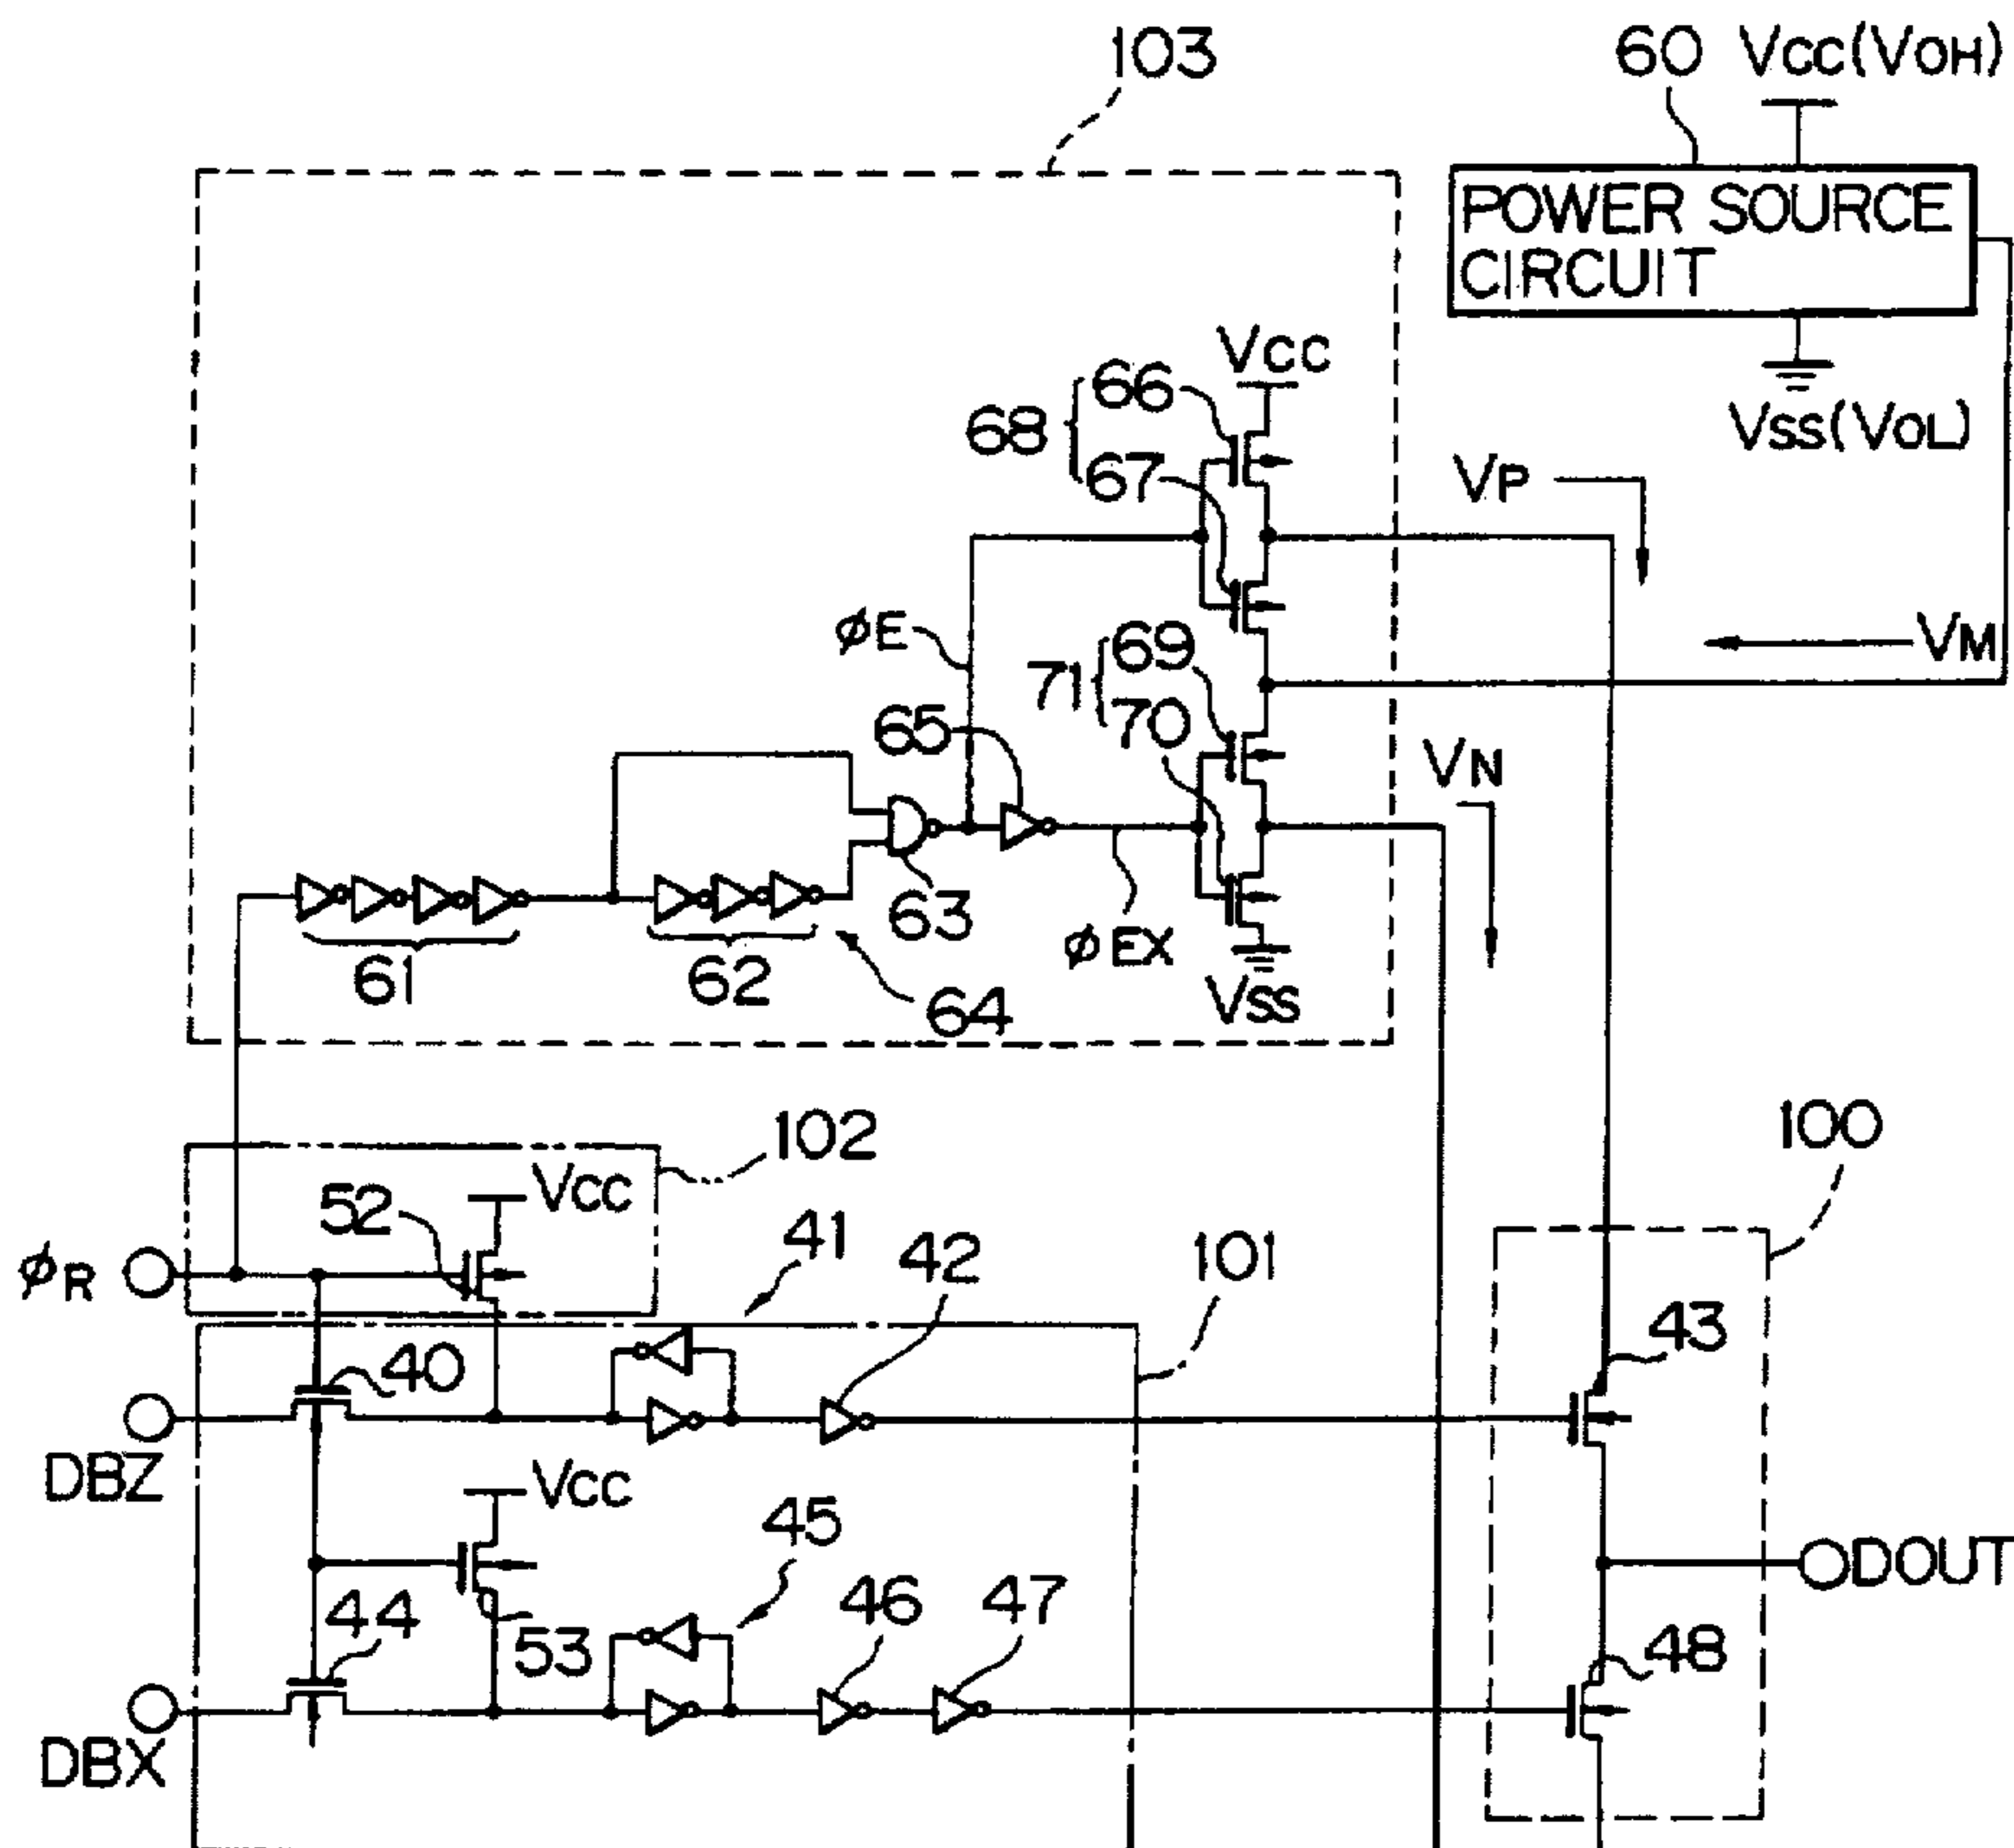 103
60 VCC(VOH)
POWER SOURCE
CIRCUIT
VCC
66
68
67
VSS(VOL)
VP
φE
69
71
70
VM
65
VN
63
61
62
64
φEX
VSS
102
100
VCC
52
41
42
101
φR
43
40
DBZ
VCC
45
DOUT
44
46
47
53
48
DBX